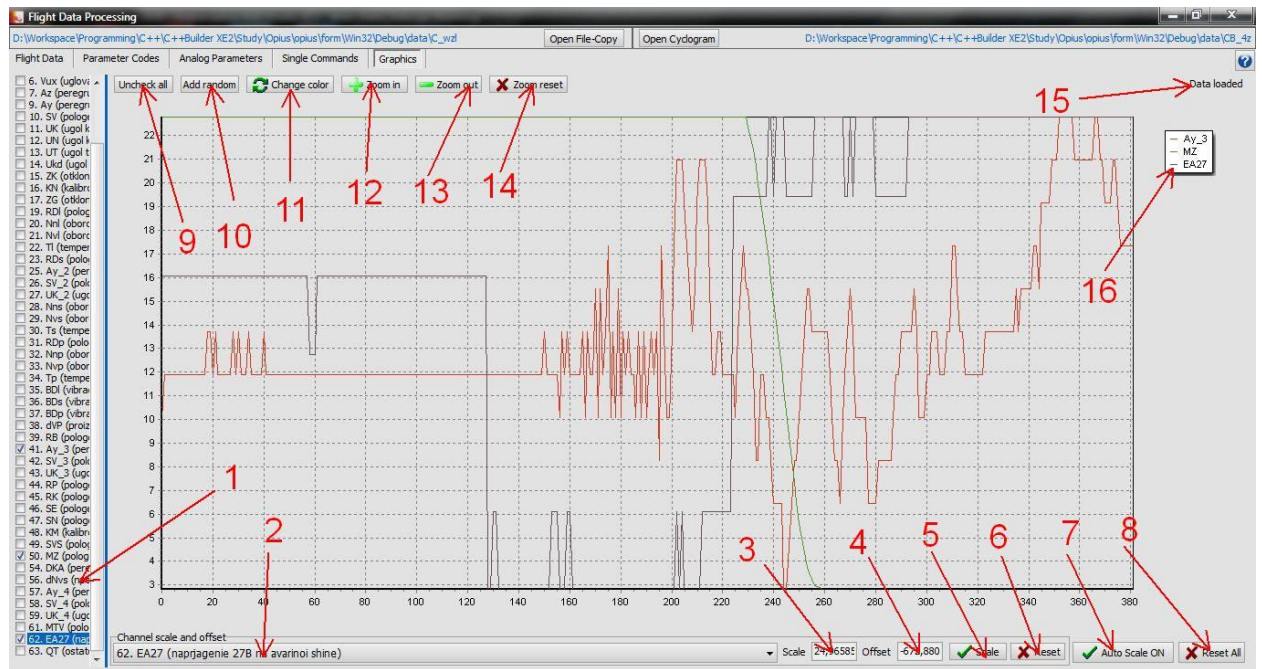 Flight Data Processing
D:\Workspace\Programming\C++\C++Builder XE2\Study\Opius\opius\form\Win32\Debug\data\C_wzl
Open File-Copy
Open Cyclogram
D:\Workspace\Programming\C++\C++Builder XE2\Study\Opius\opius\form\Win32\Debug\data\CB_4z
Flight Data
Parameter Codes
Analog Parameters
Single Commands
Graphics
Uncheck all
Add random
Change color
Zoom in
Zoom out
Zoom reset
Data loaded
15
6. Vux (uglova
7. Az (peregru
9. Ay (peregru
10. SV (pologe
11. UK (ugol k
12. UN (ugol k
13. UT (ugol t
14. Ukd (ugol
15. ZK (otklon
16. KN (kalibro
17. ZG (otklor
19. RDl (polog
20. Nnl (oborc
21. Nvl (oborc
22. Tl (temper
23. RDs (polo
25. Ay_2 (per
26. SV_2 (polo
27. UK_2 (ugo
28. Nns (obor
29. Nvs (obor
30. Ts (tempe
31. RDp (polo
32. Nnp (obor
33. Nvp (obor
34. Tp (tempe
35. BDl (vibra
36. BDs (vibra
37. BDp (vibra
38. dVP (proiz
39. RB (pologe
41. Ay_3 (per
42. SV_3 (polo
43. UK_3 (ugo
44. RP (pologe
45. RK (pologe
46. SE (pologe
47. SN (pologe
48. KM (kalibro
49. SVS (polog
50. MZ (polog
54. DKA (pere
56. dNvs
57. Ay_4 (per
58. SV_4 (polo
59. UK_4 (ugo
61. MTV (polo
62. EA27 (nap
63. QT (ostat
22
21
20
19
18
17
16
15
14
13
12
11
10
9
8
7
6
5
4
3
0 20 40 60 80 100 120 140 160 180 200 220 240 260 280 300 320 340 360 380
Ay_3
MZ
EA27
9
10
11
12
13
14
16
1
2
3
4
5
6
7
8
Channel scale and offset
62. EA27 (naprjagenie 27B na avarinoi shine)
Scale
Offset
Scale
Reset
Auto Scale ON
Reset All